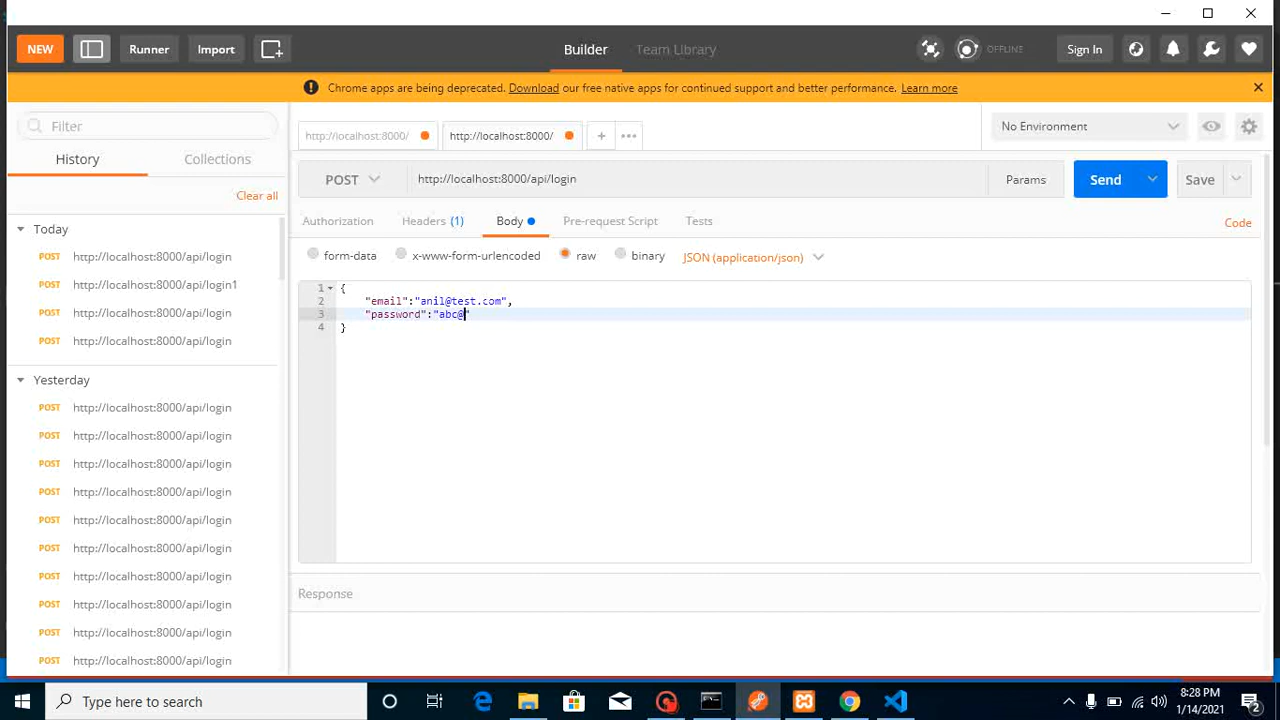 NEW
Runner
Import
Builder
Team Library
OFFLINE
Sign In
Chrome apps are being deprecated. Download our free native apps for continued support and better performance. Learn more
Filter
History
Collections
Clear all
Today
POST http://localhost:8000/api/login
POST http://localhost:8000/api/login1
POST http://localhost:8000/api/login
POST http://localhost:8000/api/login
Yesterday
POST http://localhost:8000/api/login
POST http://localhost:8000/api/login
POST http://localhost:8000/api/login
POST http://localhost:8000/api/login
POST http://localhost:8000/api/login
POST http://localhost:8000/api/login
POST http://localhost:8000/api/login
POST http://localhost:8000/api/login
POST http://localhost:8000/api/login
POST http://localhost:8000/api/login
http://localhost:8000/
http://localhost:8000/
No Environment
POST
http://localhost:8000/api/login
Params
Send
Save
Authorization
Headers (1)
Body
Pre-request Script
Tests
Code
form-data
x-www-form-urlencoded
raw
binary
JSON (application/json)
1 {
2 "email":"anil@test.com",
3 "password":"abc@"
4 }
Response
Type here to search
8:28 PM
1/14/2021
2